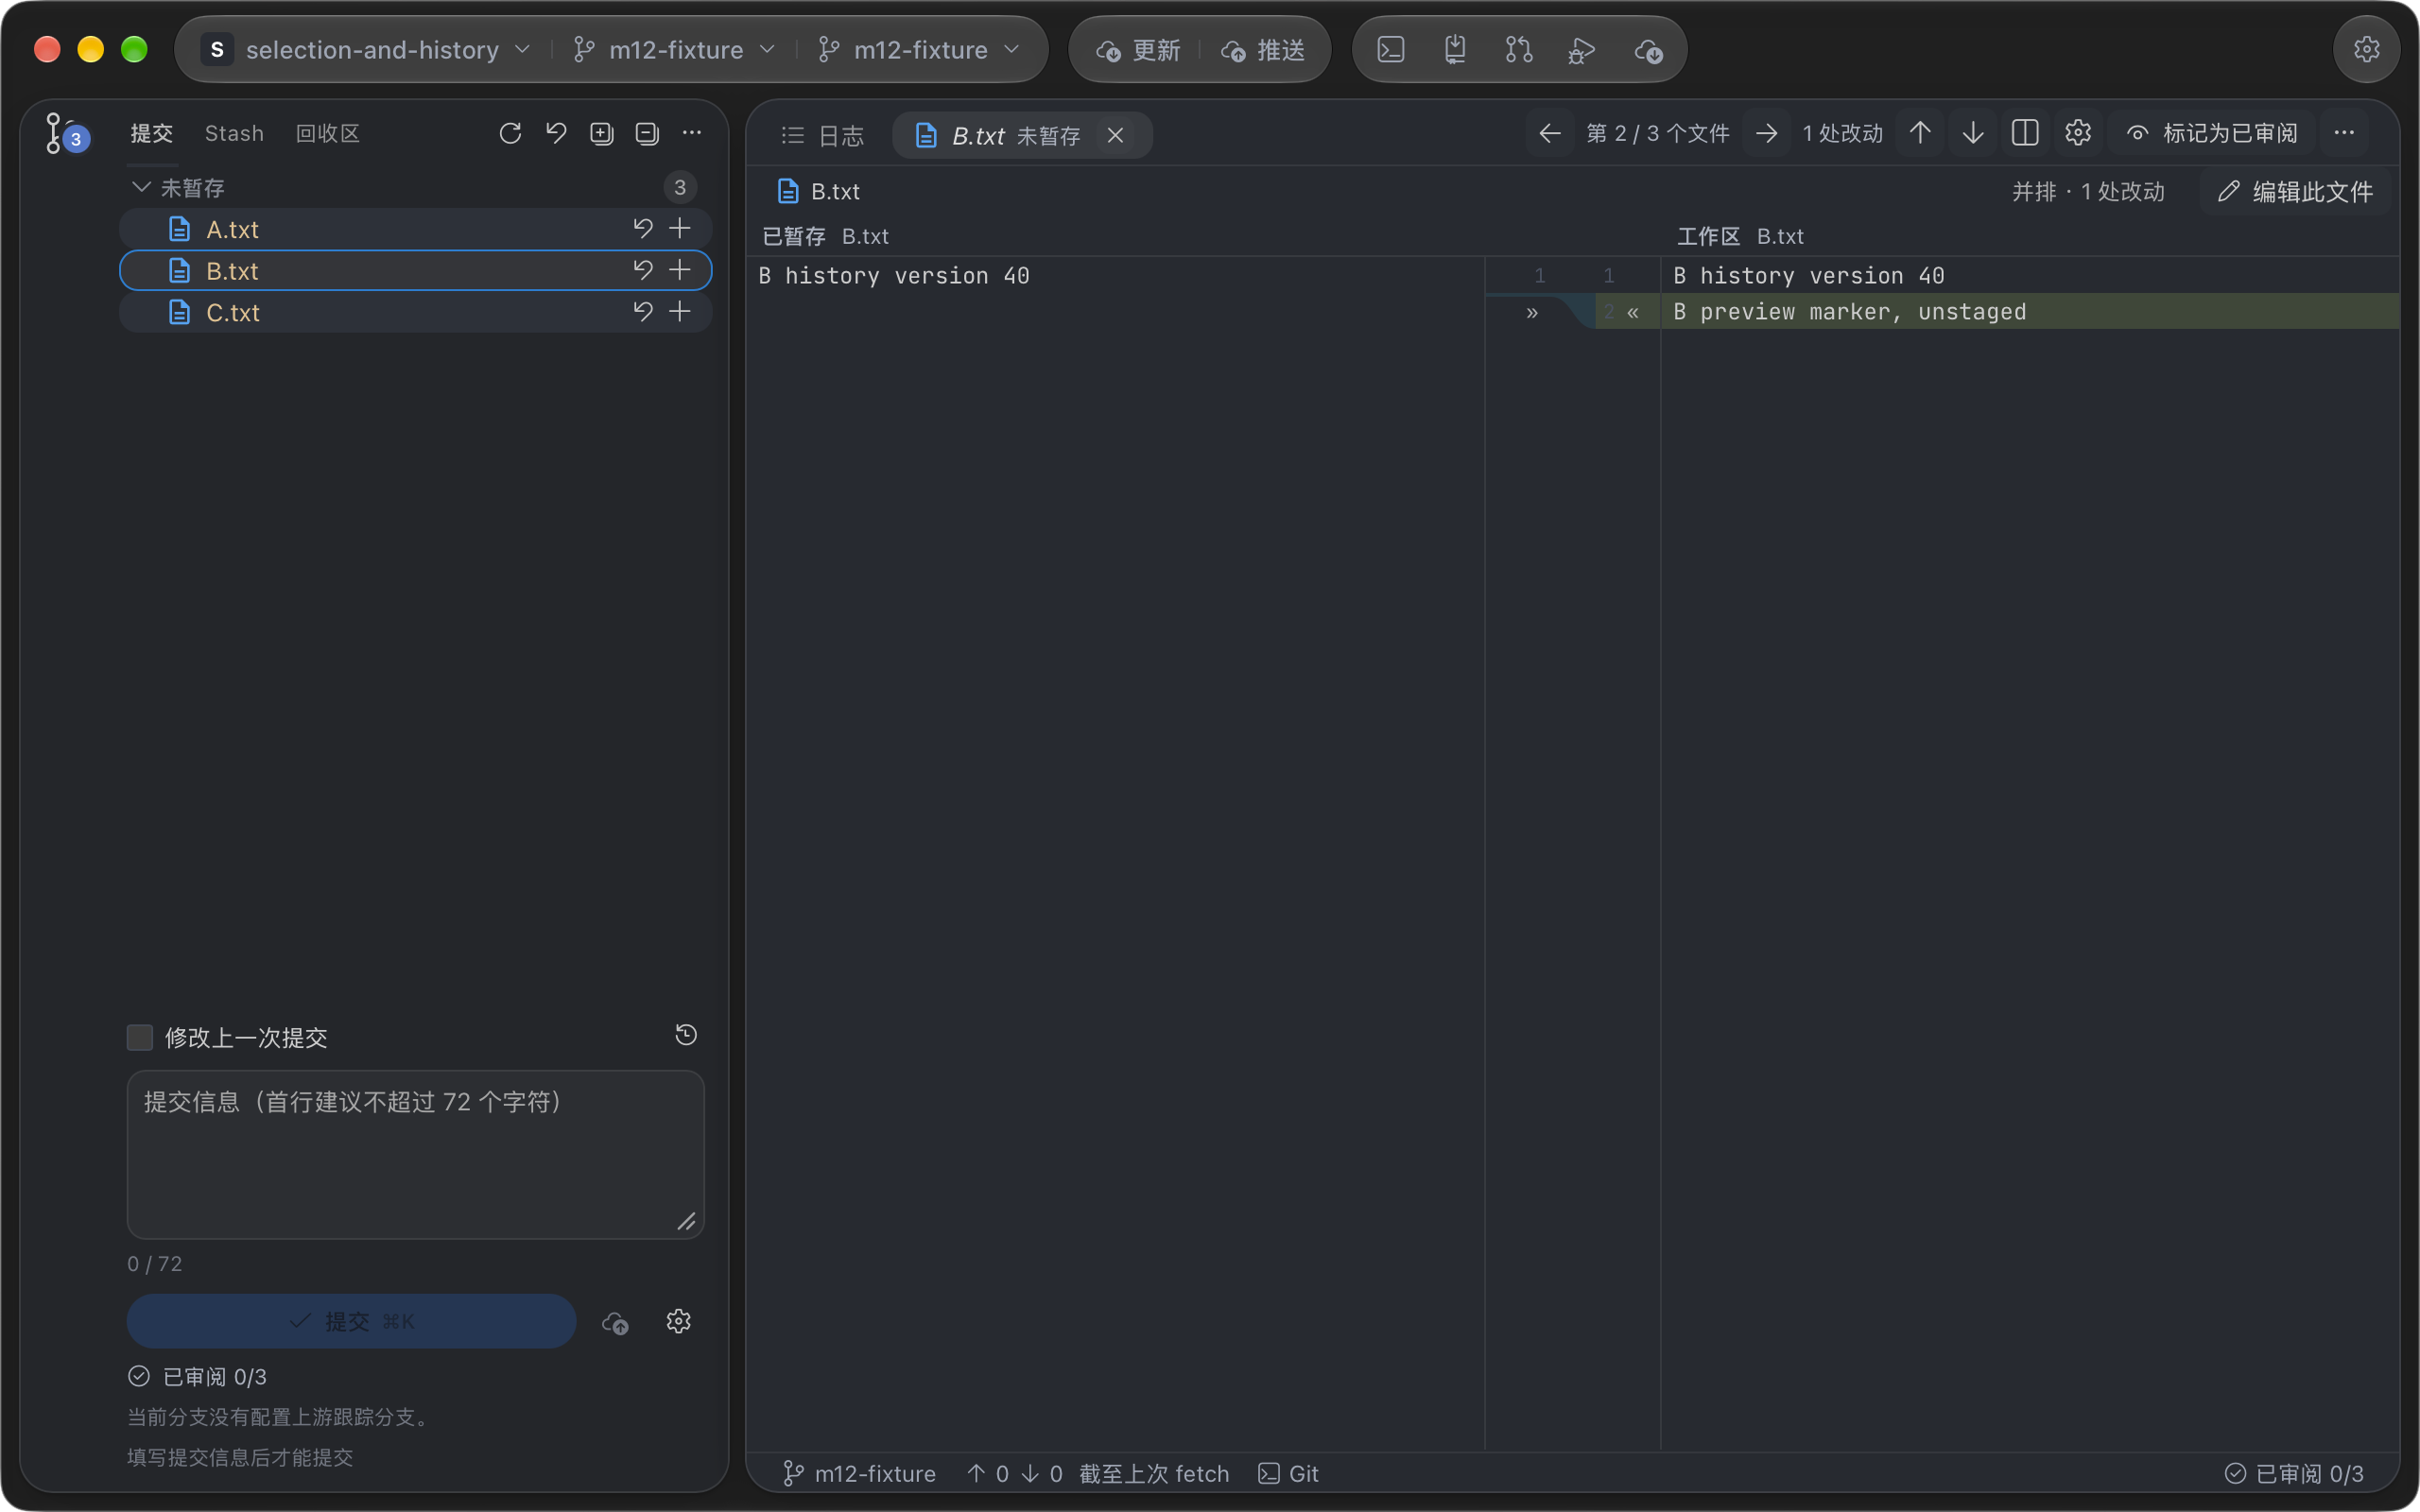 S selection-and-history m12-fixture m12-fixture 更新 推送
3 提交 Stash 回收区
未暂存 3
A.txt
B.txt
C.txt
修改上一次提交
提交信息（首行建议不超过 72 个字符）
0 / 72
提交 ⌘K
已审阅 0/3
当前分支没有配置上游跟踪分支。
填写提交信息后才能提交
日志 B.txt 未暂存 第 2 / 3 个文件 1 处改动 标记为已审阅
B.txt 并排 · 1 处改动 编辑此文件
已暂存 B.txt 工作区 B.txt
B history version 40 1 1 B history version 40
» 2 « B preview marker, unstaged
m12-fixture ↑ 0 ↓ 0 截至上次 fetch Git 已审阅 0/3